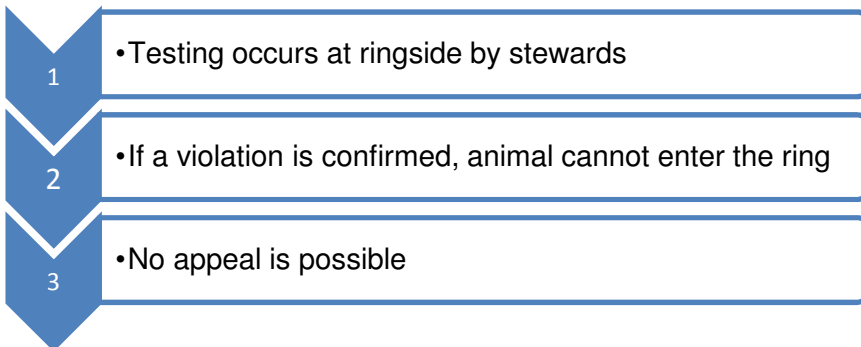 1
•Testing occurs at ringside by stewards
2
•If a violation is confirmed, animal cannot enter the ring
3
•No appeal is possible